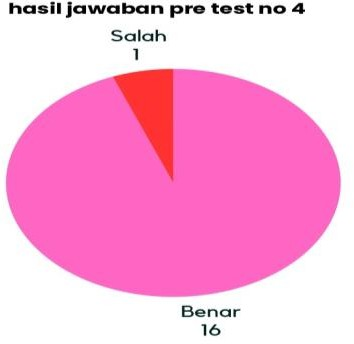 hasil jawaban pre test no 4
Salah
1
Benar
16